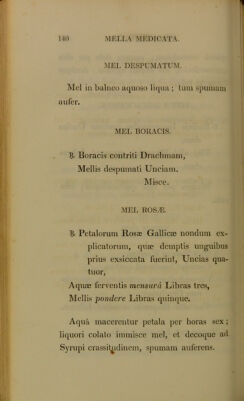 140 MELLA MEDICATA.
MEL DESPUMATUM.
Mel in balneo aquoso liqua ; tum spumam
aufer.
MEL BORACIS.
℞ Boracis contriti Drachmam,
Mellis despumati Unciam.
Misce.
MEL ROSÆ.
℞ Petalorum Rosæ Gallicæ nondum ex-
plicatorum, quæ demptis unguibus
prius exsiccata fuerint, Uncias qua-
tuor,
Aquæ ferventis mensurâ Libras tres,
Mellis pondere Libras quinque.
Aquâ macerentur petala per horas sex ;
liquori colato immisce mel, et decoque ad
Syrupi crassitudinem, spumam auferens.